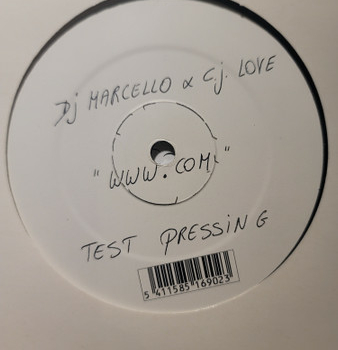 Dj MARCELLO & C.j. LOVE
"WWW.COM"
TEST PRESSING
5 411585 169023